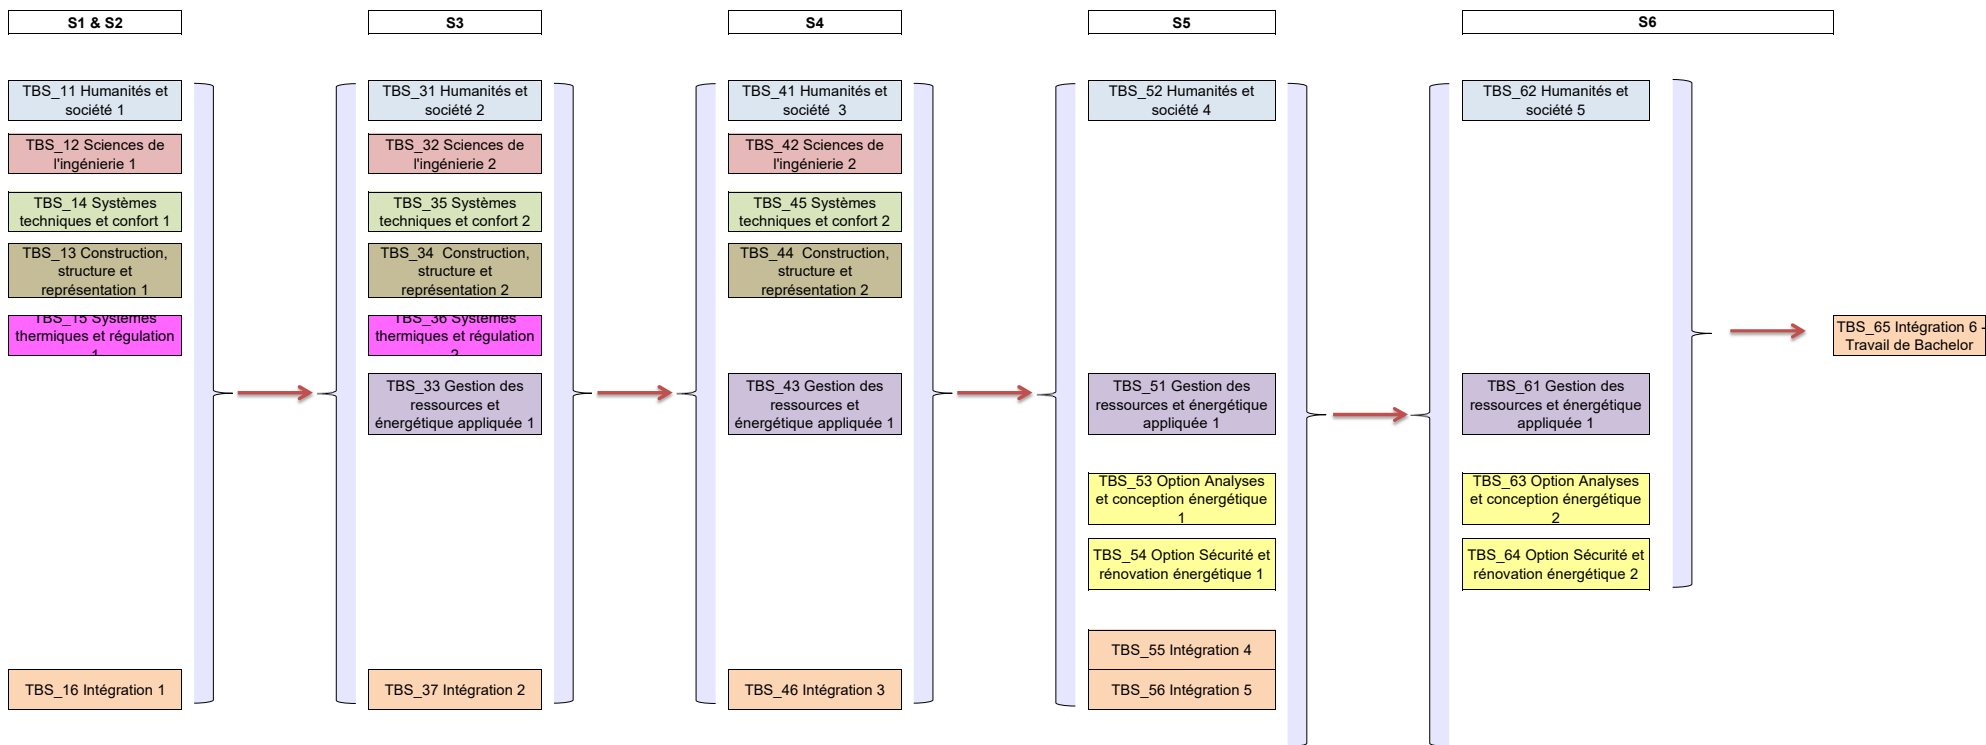 S1 & S2
S3
S4
S5
S6
TBS_11 Humanités et
société 1
TBS_12 Sciences de
l'ingénierie 1
TBS_14 Systèmes
techniques et confort 1
TBS_13 Construction,
structure et
représentation 1
TBS_15 Systèmes
thermiques et régulation
1
TBS_16 Intégration 1
TBS_31 Humanités et
société 2
TBS_32 Sciences de
l'ingénierie 2
TBS_35 Systèmes
techniques et confort 2
TBS_34 Construction,
structure et
représentation 2
TBS_36 Systèmes
thermiques et régulation
2
TBS_33 Gestion des
ressources et
énergétique appliquée 1
TBS_37 Intégration 2
TBS_41 Humanités et
société 3
TBS_42 Sciences de
l'ingénierie 2
TBS_45 Systèmes
techniques et confort 2
TBS_44 Construction,
structure et
représentation 2
TBS_43 Gestion des
ressources et
énergétique appliquée 1
TBS_46 Intégration 3
TBS_52 Humanités et
société 4
TBS_51 Gestion des
ressources et énergétique
appliquée 1
TBS_53 Option Analyses
et conception énergétique
1
TBS_54 Option Sécurité et
rénovation énergétique 1
TBS_55 Intégration 4
TBS_56 Intégration 5
TBS_62 Humanités et
société 5
TBS_61 Gestion des
ressources et énergétique
appliquée 1
TBS_63 Option Analyses
et conception énergétique
2
TBS_64 Option Sécurité et
rénovation énergétique 2
TBS_65 Intégration 6 -
Travail de Bachelor